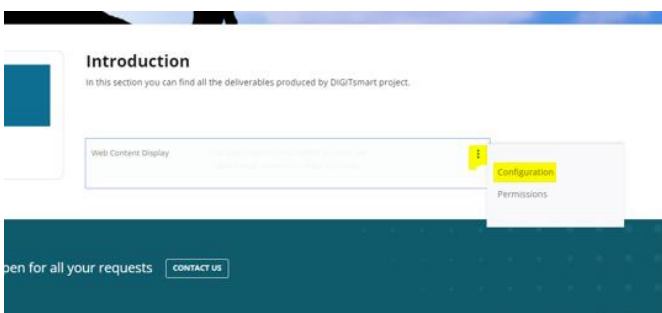 Introduction
In this section you can find all the deliverables produced by DIGITsmart project.
Web Content Display
Configuration
Permissions
pen for all your requests
CONTACT US